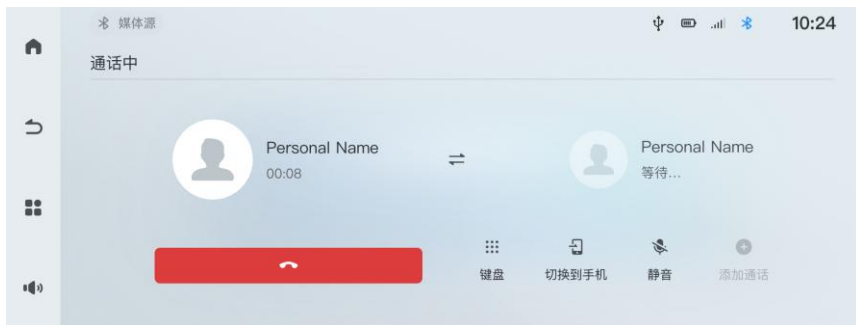 媒体源
10:24
通话中
Personal Name
00:08
Personal Name
等待...
键盘
切换到手机
静音
添加通话